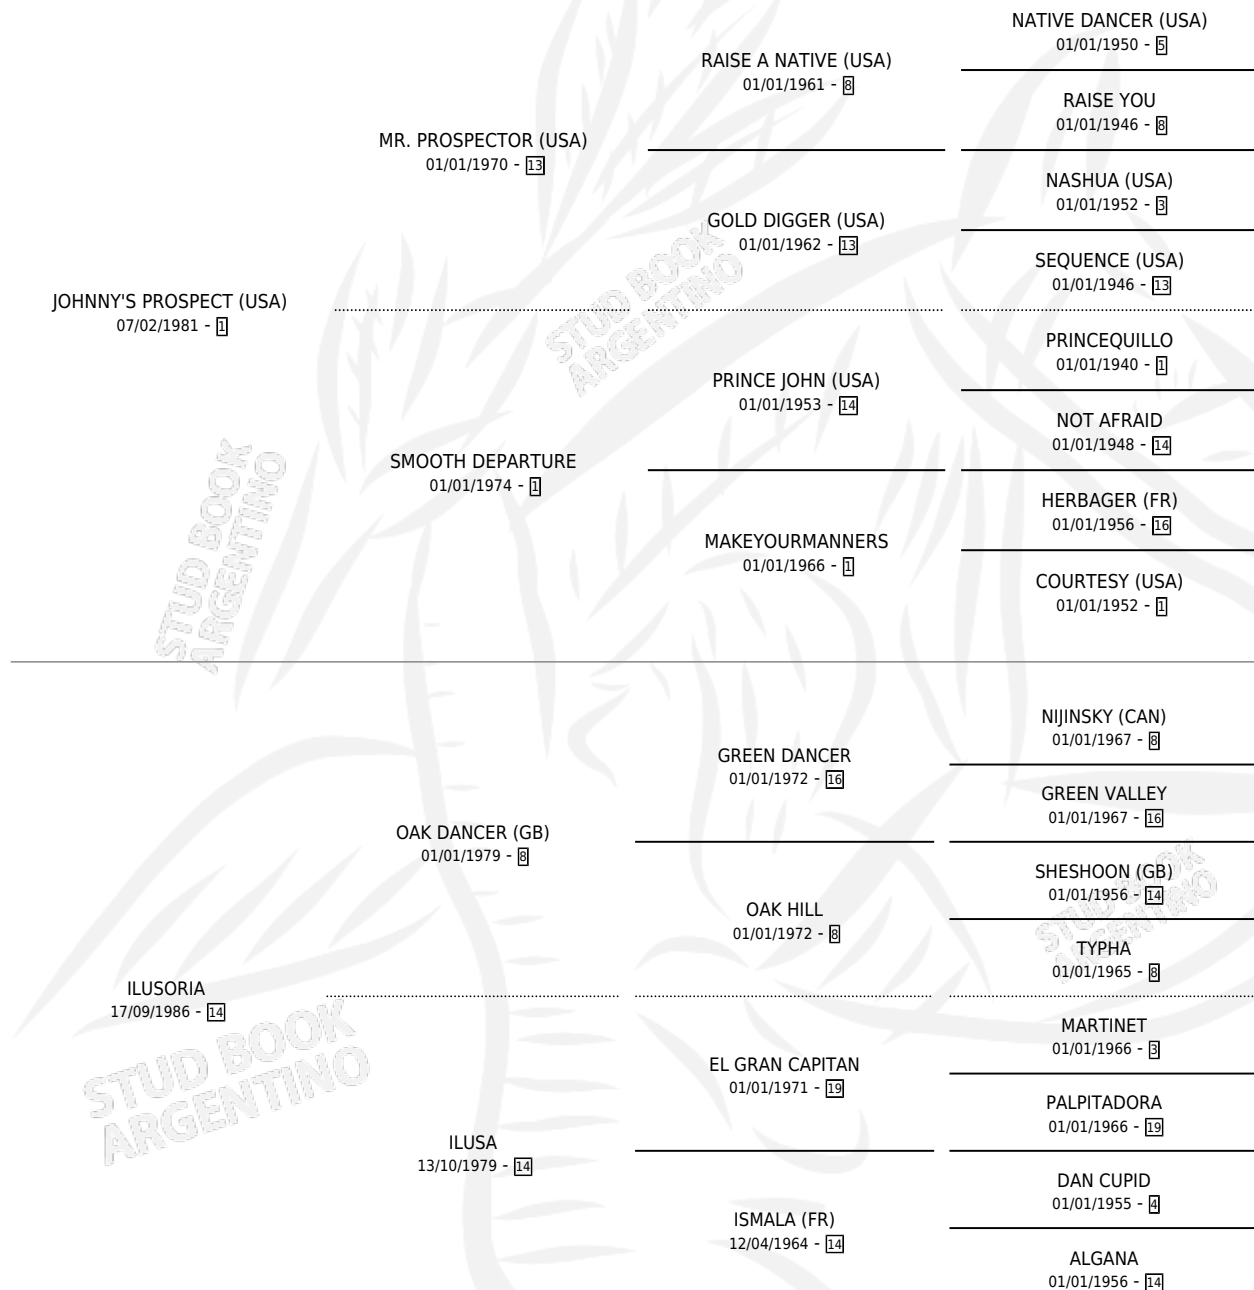 NATIVE DANCER (USA)
01/01/1950 - 5
RAISE A NATIVE (USA)
01/01/1961 - 8
RAISE YOU
01/01/1946 - 8
MR. PROSPECTOR (USA)
01/01/1970 - 13
NASHUA (USA)
01/01/1952 - 3
GOLD DIGGER (USA)
01/01/1962 - 13
SEQUENCE (USA)
01/01/1946 - 13
JOHNNY'S PROSPECT (USA)
07/02/1981 - 1
PRINCEQUILLO
01/01/1940 - 1
PRINCE JOHN (USA)
01/01/1953 - 14
NOT AFRAID
01/01/1948 - 14
SMOOTH DEPARTURE
01/01/1974 - 1
HERBAGER (FR)
01/01/1956 - 16
MAKEYOURMANNERS
01/01/1966 - 1
COURTESY (USA)
01/01/1952 - 1
NIJINSKY (CAN)
01/01/1967 - 8
GREEN DANCER
01/01/1972 - 16
GREEN VALLEY
01/01/1967 - 16
OAK DANCER (GB)
01/01/1979 - 8
SHESHOON (GB)
01/01/1956 - 14
OAK HILL
01/01/1972 - 8
TYPHA
01/01/1965 - 8
ILUSORIA
17/09/1986 - 14
MARTINET
01/01/1966 - 3
EL GRAN CAPITAN
01/01/1971 - 19
PALPITADORA
01/01/1966 - 19
ILUSA
13/10/1979 - 14
DAN CUPID
01/01/1955 - 4
ISMALA (FR)
12/04/1964 - 14
ALGANA
01/01/1956 - 14
STUD BOOK
ARGENTINO
STUD BOOK
ARGENTINO
STUD BOOK
ARGENTINO
STUD BOOK
ARGENTINO